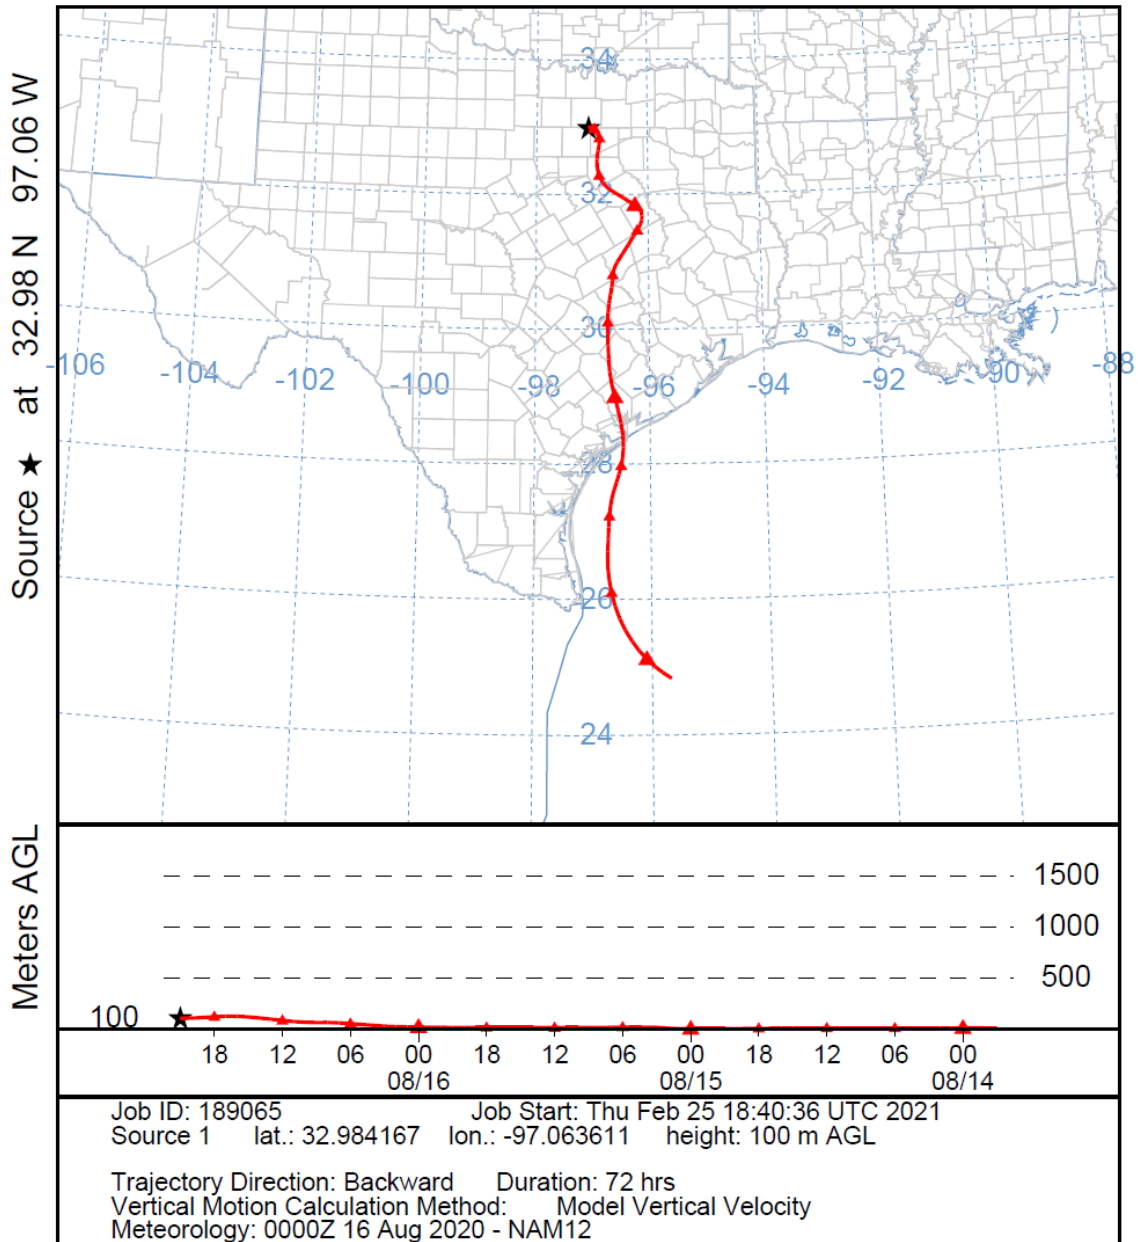 Source ★ at 32.98 N 97.06 W
34
32
30
-106
-104
-102
-100
-98
-96
-94
-92
-90
-88
28
26
24
Meters AGL
1500
1000
500
100
18 12 06 00 18 12 06 00 18 12 06 00
08/16 08/15 08/14
Job ID: 189065 Job Start: Thu Feb 25 18:40:36 UTC 2021
Source 1 lat.: 32.984167 lon.: -97.063611 height: 100 m AGL
Trajectory Direction: Backward Duration: 72 hrs
Vertical Motion Calculation Method: Model Vertical Velocity
Meteorology: 0000Z 16 Aug 2020 - NAM12